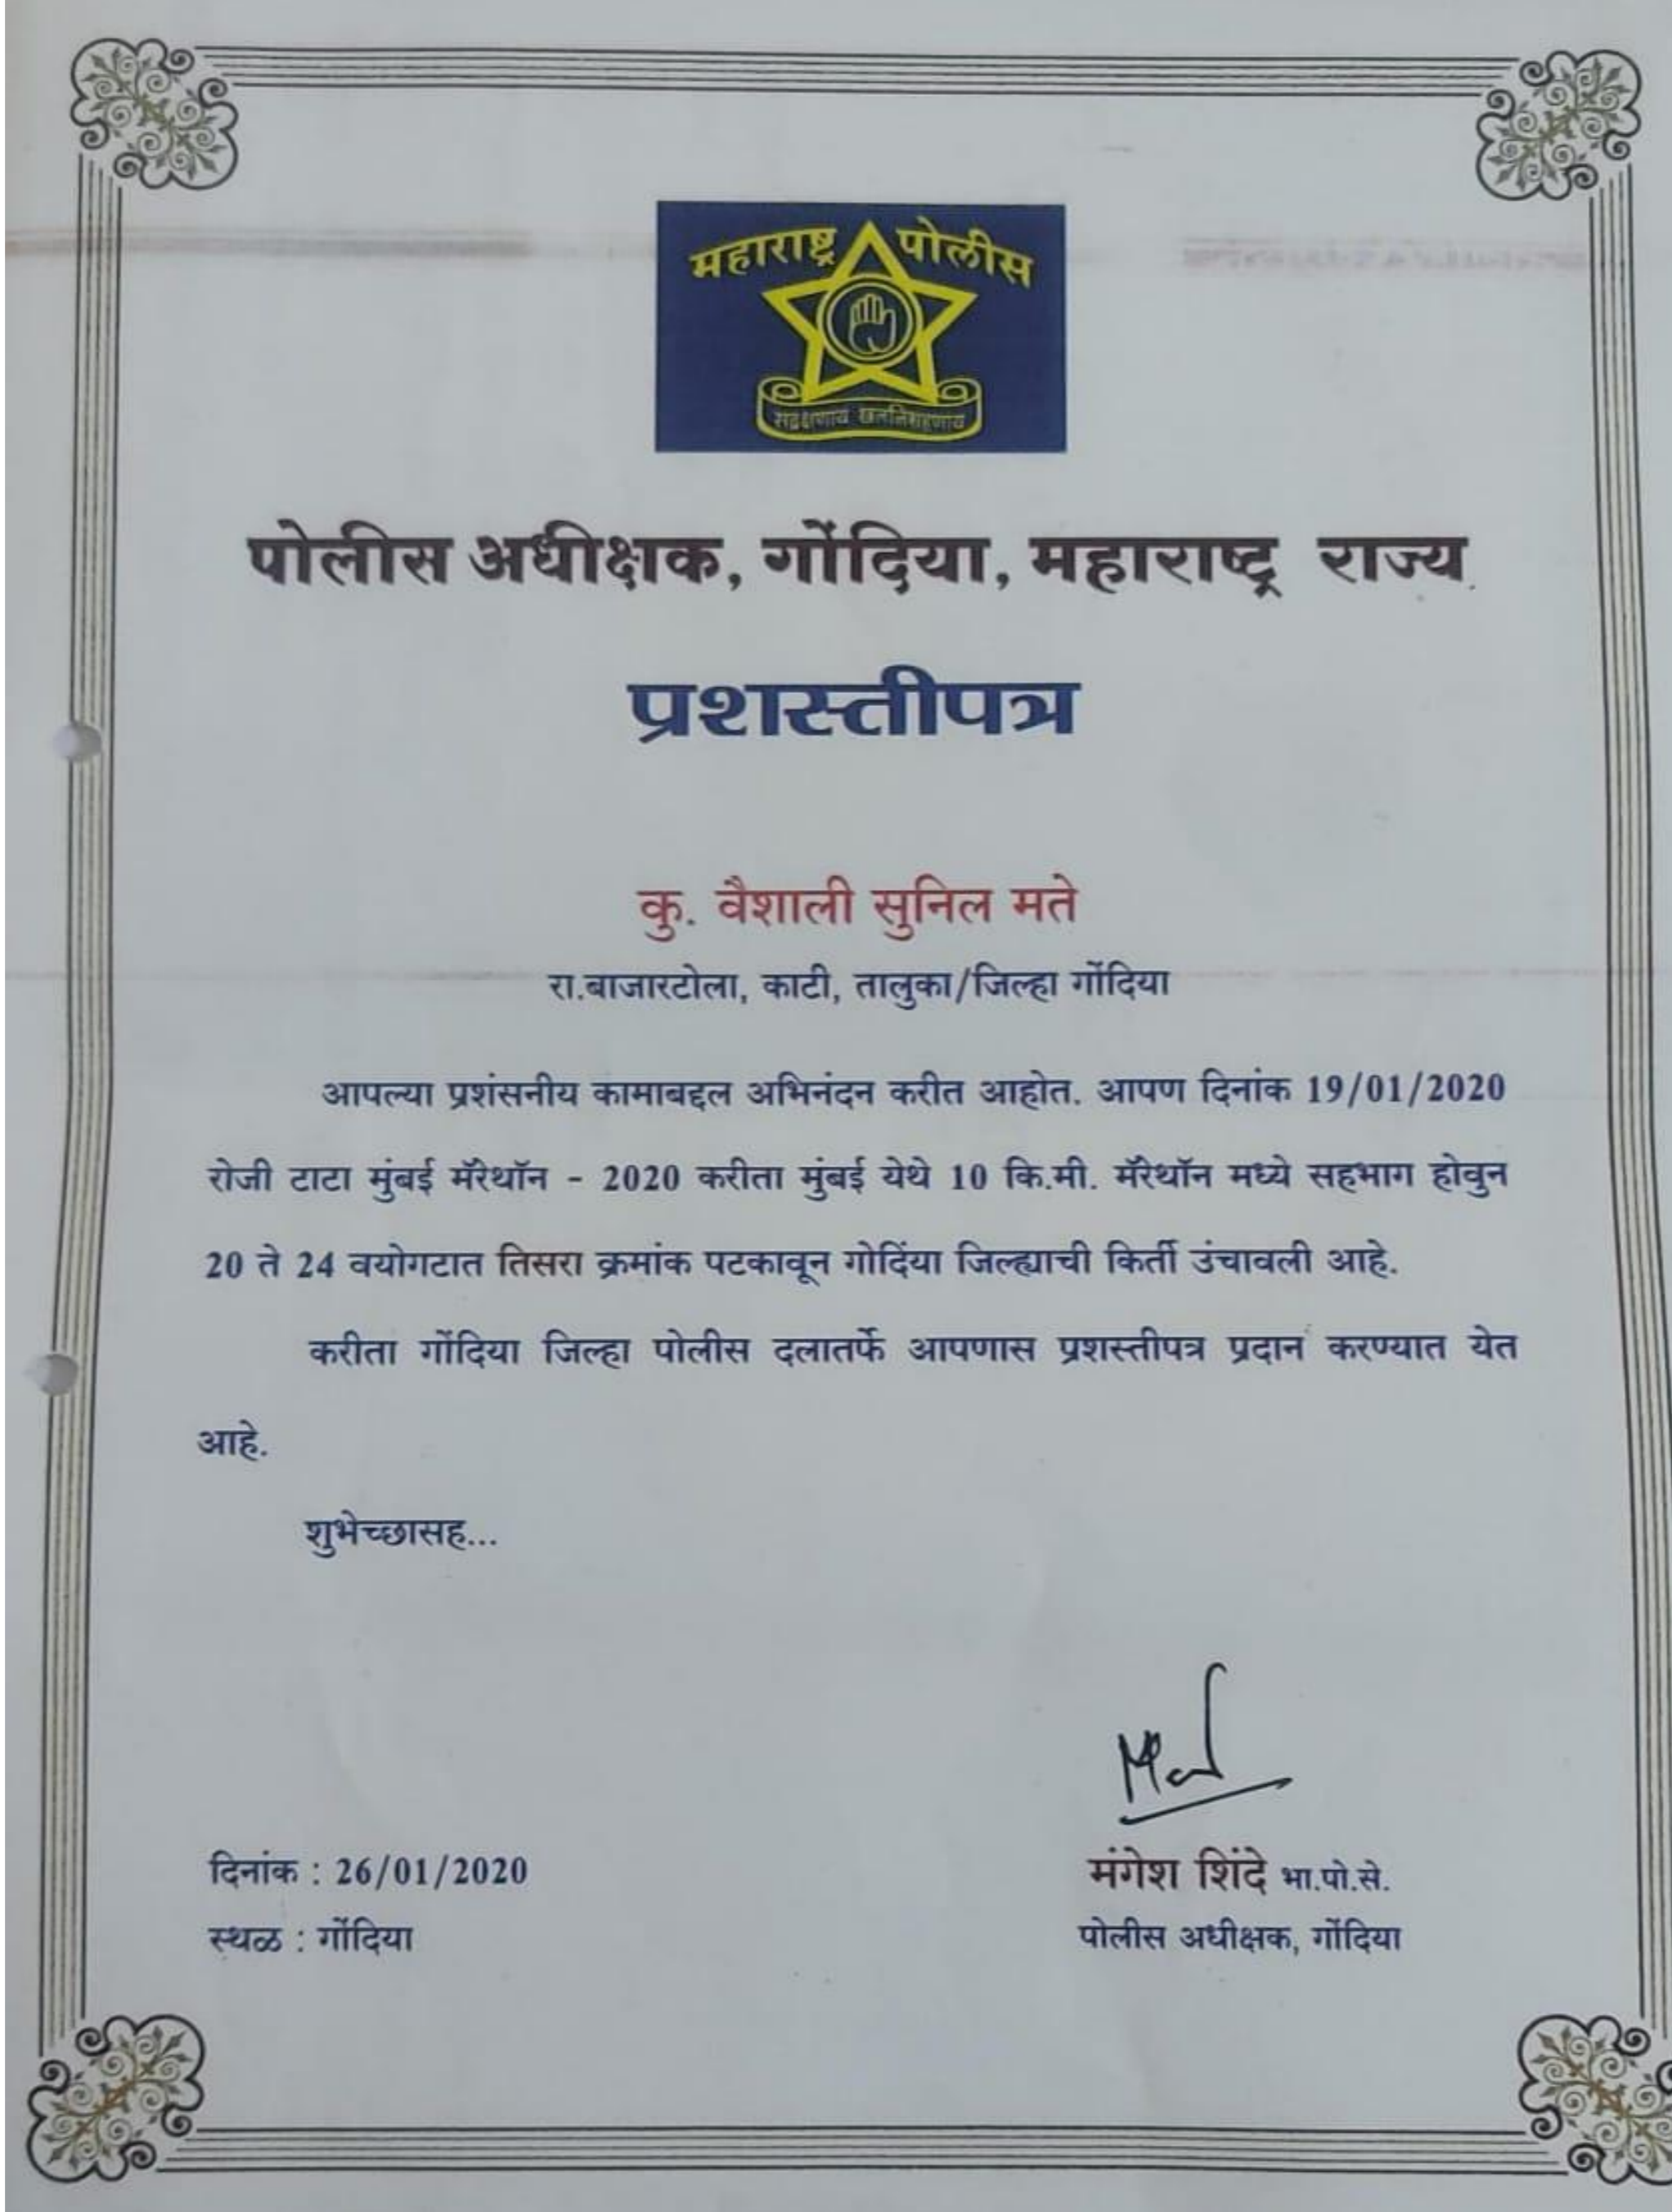 महाराष्ट्र पोलीस
पोलीस अधीक्षक, गोंदिया, महाराष्ट्र राज्य
प्रशस्तीपत्र
कु. वैशाली सुनिल मते
रा.बाजारटोला, काटी, तालुका/जिल्हा गोंदिया
आपल्या प्रशंसनीय कामाबद्दल अभिनंदन करीत आहोत. आपण दिनांक 19/01/2020
रोजी टाटा मुंबई मॅरेथॉन - 2020 करीता मुंबई येथे 10 कि.मी. मॅरेथॉन मध्ये सहभाग होवुन
20 ते 24 वयोगटात तिसरा क्रमांक पटकावून गोदिंया जिल्ह्याची किर्ती उंचावली आहे.
करीता गोंदिया जिल्हा पोलीस दलातर्फे आपणास प्रशस्तीपत्र प्रदान करण्यात येत
आहे.
शुभेच्छासह...
दिनांक : 26/01/2020
स्थळ : गोंदिया
मंगेश शिंदे भा.पो.से.
पोलीस अधीक्षक, गोंदिया